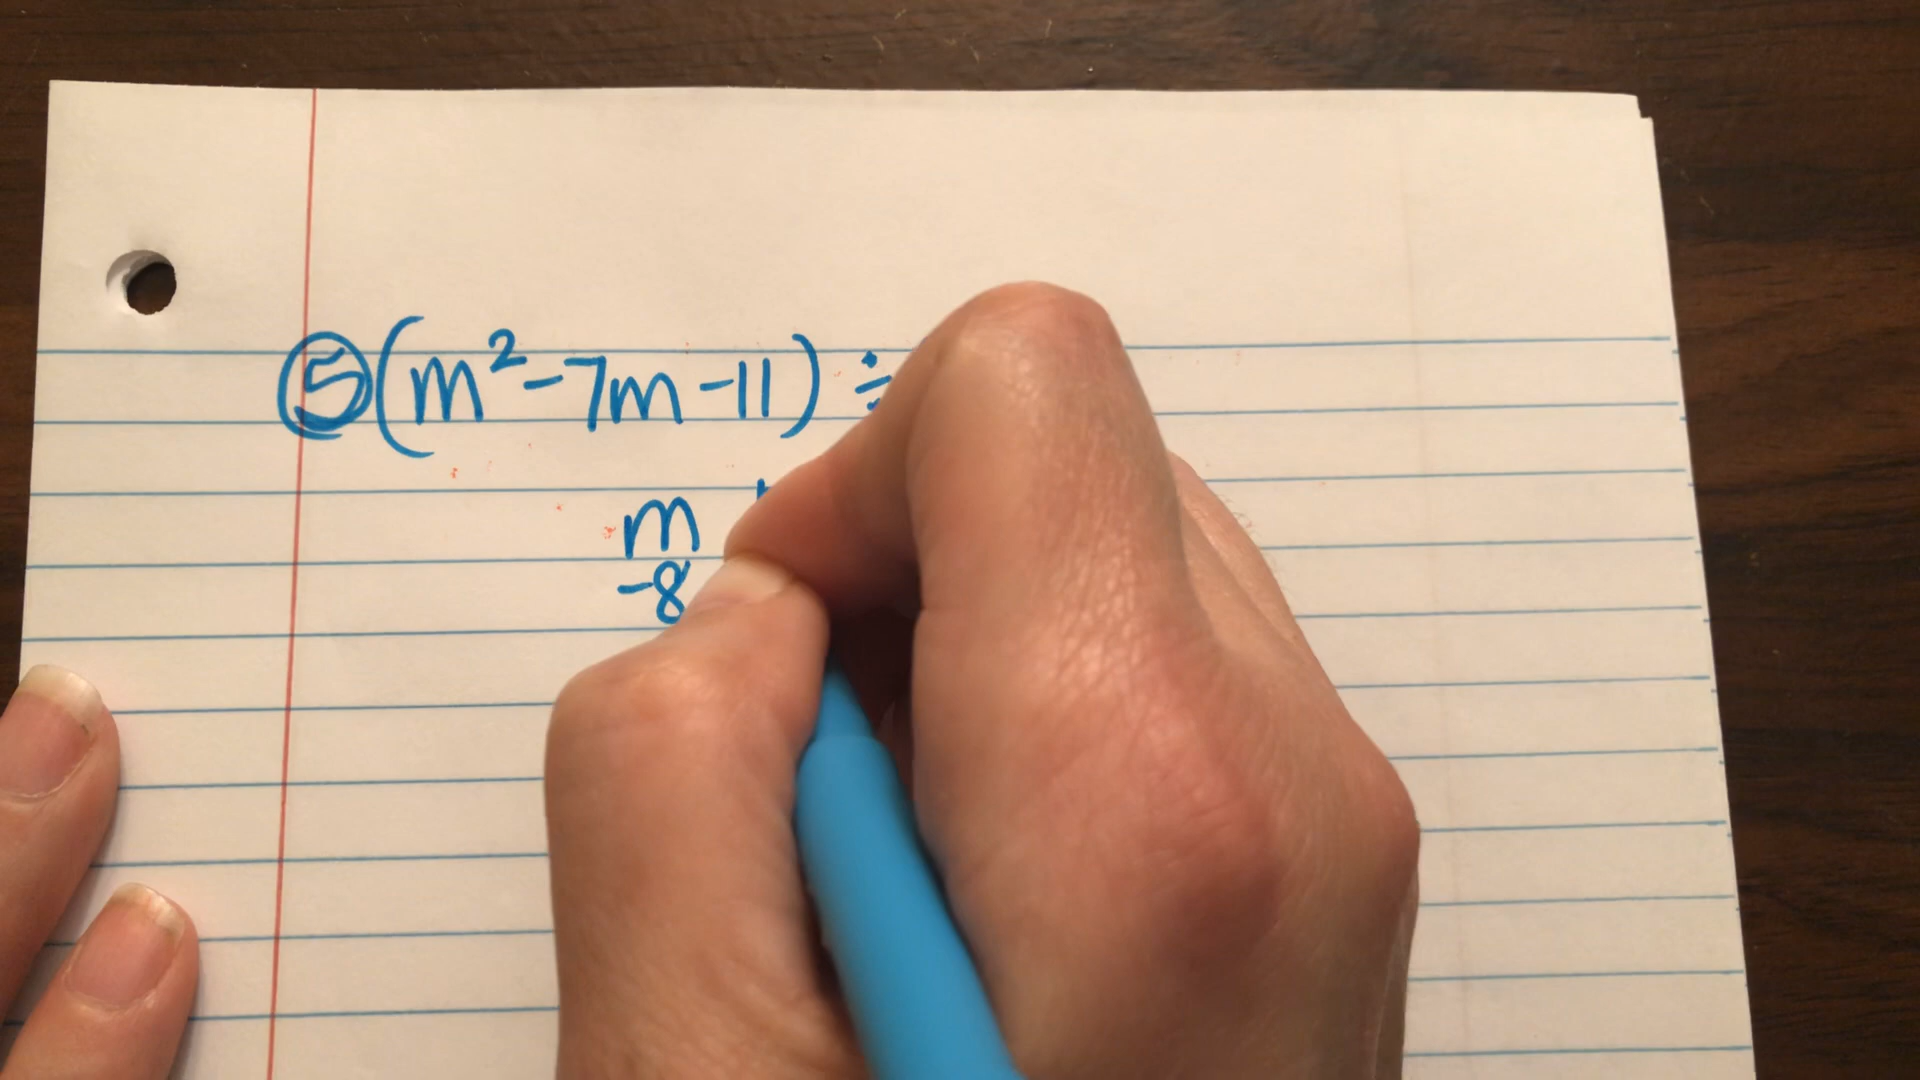 ⑤ (m² - 7m - 11) ÷
m
-8